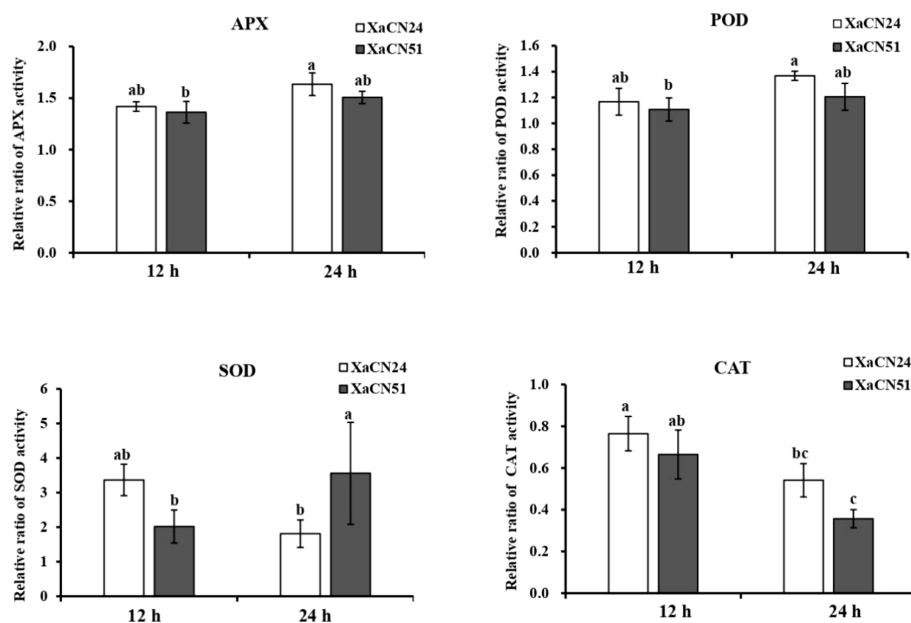 APX
XaCN24
XaCN51
Relative ratio of APX activity
2.0
1.5
1.0
0.5
0.0
ab
b
a
ab
12 h
24 h
POD
XaCN24
XaCN51
Relative ratio of POD activity
1.6
1.4
1.2
1.0
0.8
0.6
0.4
0.2
0.0
ab
b
a
ab
12 h
24 h
SOD
XaCN24
XaCN51
Relative ratio of SOD activity
6
5
4
3
2
1
0
ab
b
b
a
12 h
24 h
CAT
XaCN24
XaCN51
Relative ratio of CAT activity
1.0
0.8
0.6
0.4
0.2
0.0
a
ab
bc
c
12 h
24 h